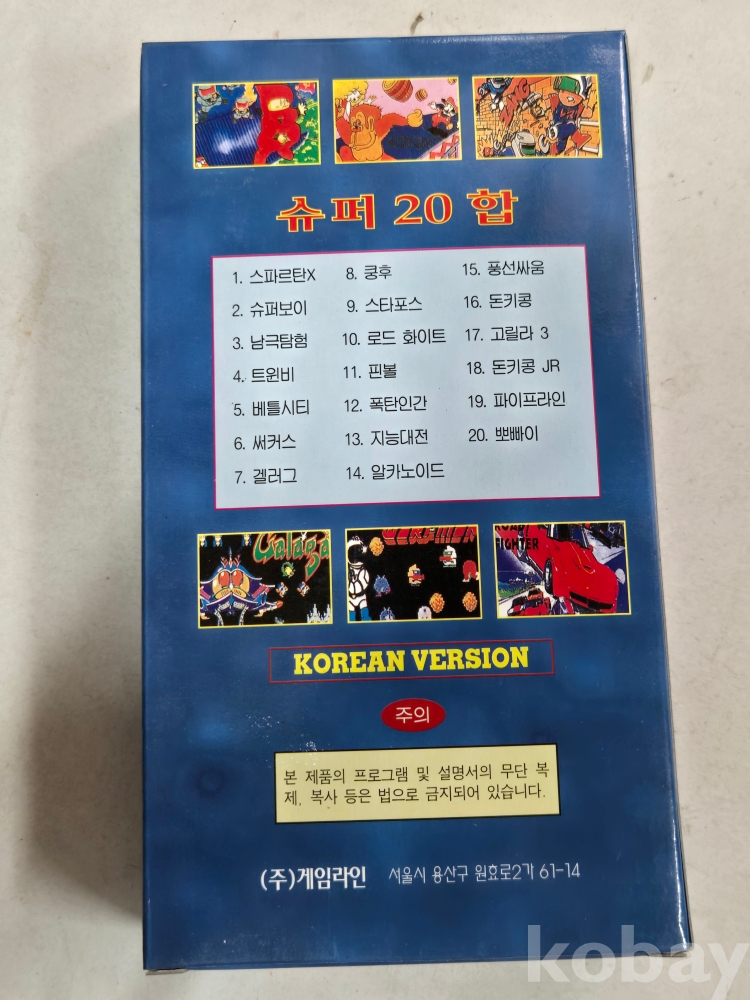 슈퍼 20 합
1. 스파르탄X
2. 슈퍼보이
3. 남극탐험
4. 트윈비
5. 베틀시티
6. 써커스
7. 겔러그
8. 쿵후
9. 스타포스
10. 로드 화이트
11. 핀볼
12. 폭탄인간
13. 지능대전
14. 알카노이드
15. 풍선싸움
16. 돈키콩
17. 고릴라 3
18. 돈키콩 JR
19. 파이프라인
20. 뽀빠이
Galaga
ROAD
FIGHTER
KOREAN VERSION
주의
본 제품의 프로그램 및 설명서의 무단 복
제, 복사 등은 법으로 금지되어 있습니다.
(주)게임라인 서울시 용산구 원효로2가 61-14
kobay